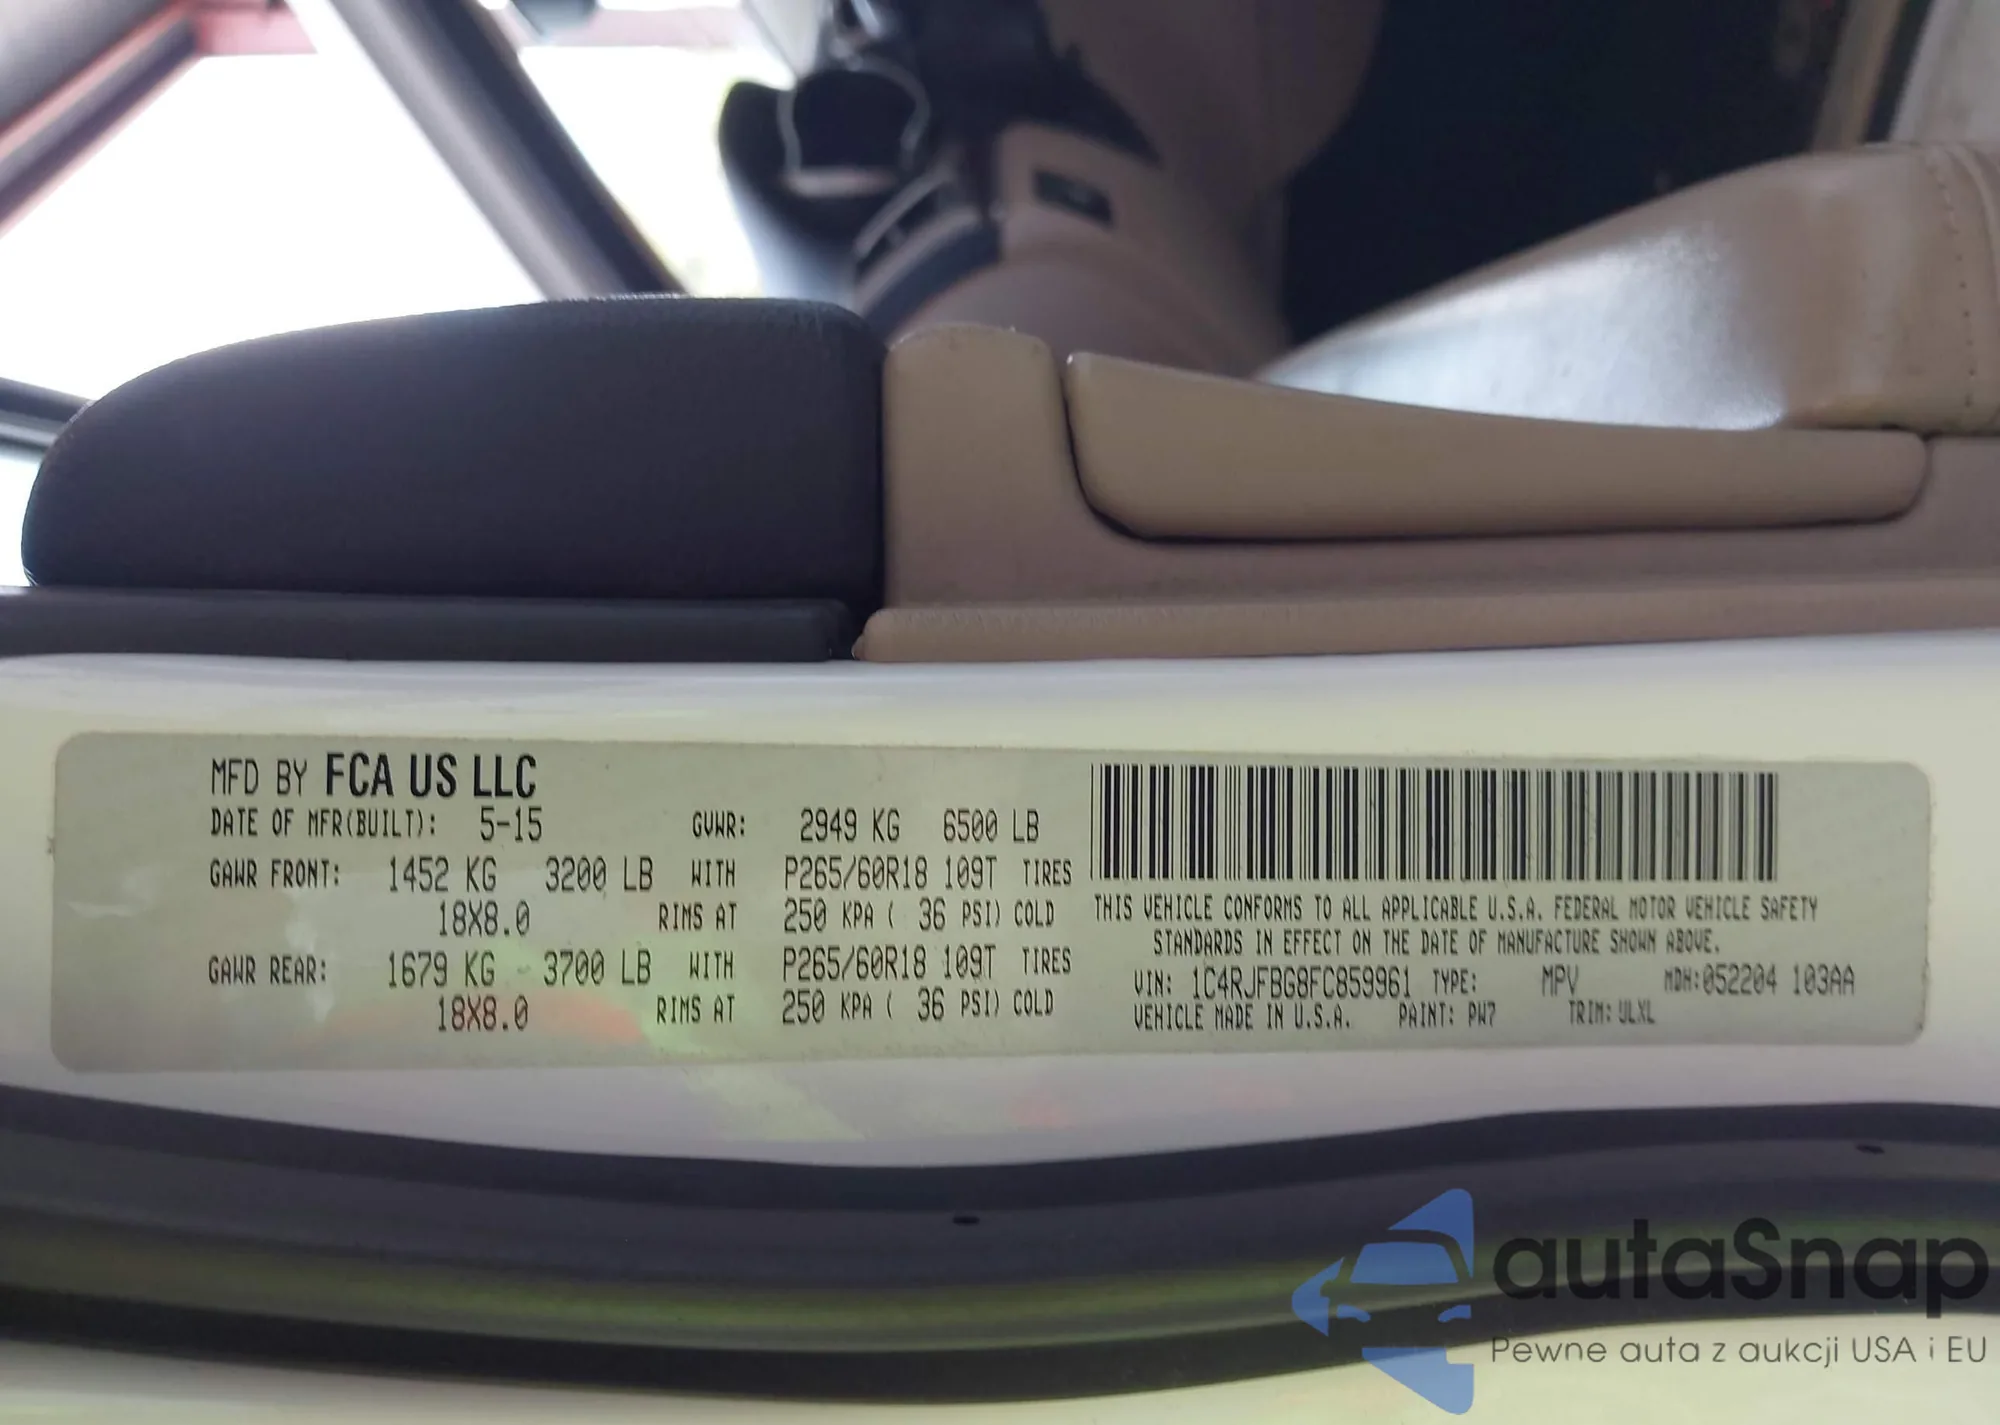 MFD BY FCA US LLC
DATE OF MFR(BUILT): 5-15 GVWR: 2949 KG 6500 LB
GAWR FRONT: 1452 KG 3200 LB WITH P265/60R18 109T TIRES
18X8.0 RIMS AT 250 KPA ( 36 PSI) COLD
GAWR REAR: 1679 KG 3700 LB WITH P265/60R18 109T TIRES
18X8.0 RIMS AT 250 KPA ( 36 PSI) COLD
THIS VEHICLE CONFORMS TO ALL APPLICABLE U.S.A. FEDERAL MOTOR VEHICLE SAFETY
STANDARDS IN EFFECT ON THE DATE OF MANUFACTURE SHOWN ABOVE.
VIN: 1C4RJFBG8FC859961 TYPE: MPV MDH:052204 103AA
VEHICLE MADE IN U.S.A. PAINT: PW7 TRIM: ULXL
autaSnap
Pewne auta z aukcji USA i EU